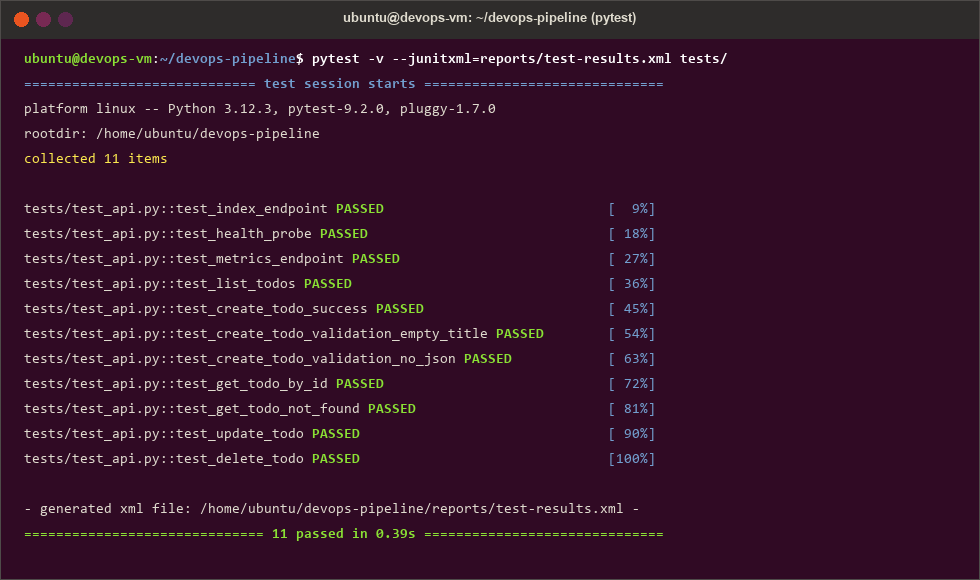 ubuntu@devops-vm: ~/devops-pipeline (pytest)
ubuntu@devops-vm:~/devops-pipeline$ pytest -v --junitxml=reports/test-results.xml tests/
============================= test session starts ==============================
platform linux -- Python 3.12.3, pytest-9.2.0, pluggy-1.7.0
rootdir: /home/ubuntu/devops-pipeline
collected 11 items
tests/test_api.py::test_index_endpoint PASSED [  9%]
tests/test_api.py::test_health_probe PASSED [ 18%]
tests/test_api.py::test_metrics_endpoint PASSED [ 27%]
tests/test_api.py::test_list_todos PASSED [ 36%]
tests/test_api.py::test_create_todo_success PASSED [ 45%]
tests/test_api.py::test_create_todo_validation_empty_title PASSED [ 54%]
tests/test_api.py::test_create_todo_validation_no_json PASSED [ 63%]
tests/test_api.py::test_get_todo_by_id PASSED [ 72%]
tests/test_api.py::test_get_todo_not_found PASSED [ 81%]
tests/test_api.py::test_update_todo PASSED [ 90%]
tests/test_api.py::test_delete_todo PASSED [100%]
- generated xml file: /home/ubuntu/devops-pipeline/reports/test-results.xml -
============================== 11 passed in 0.39s ==============================